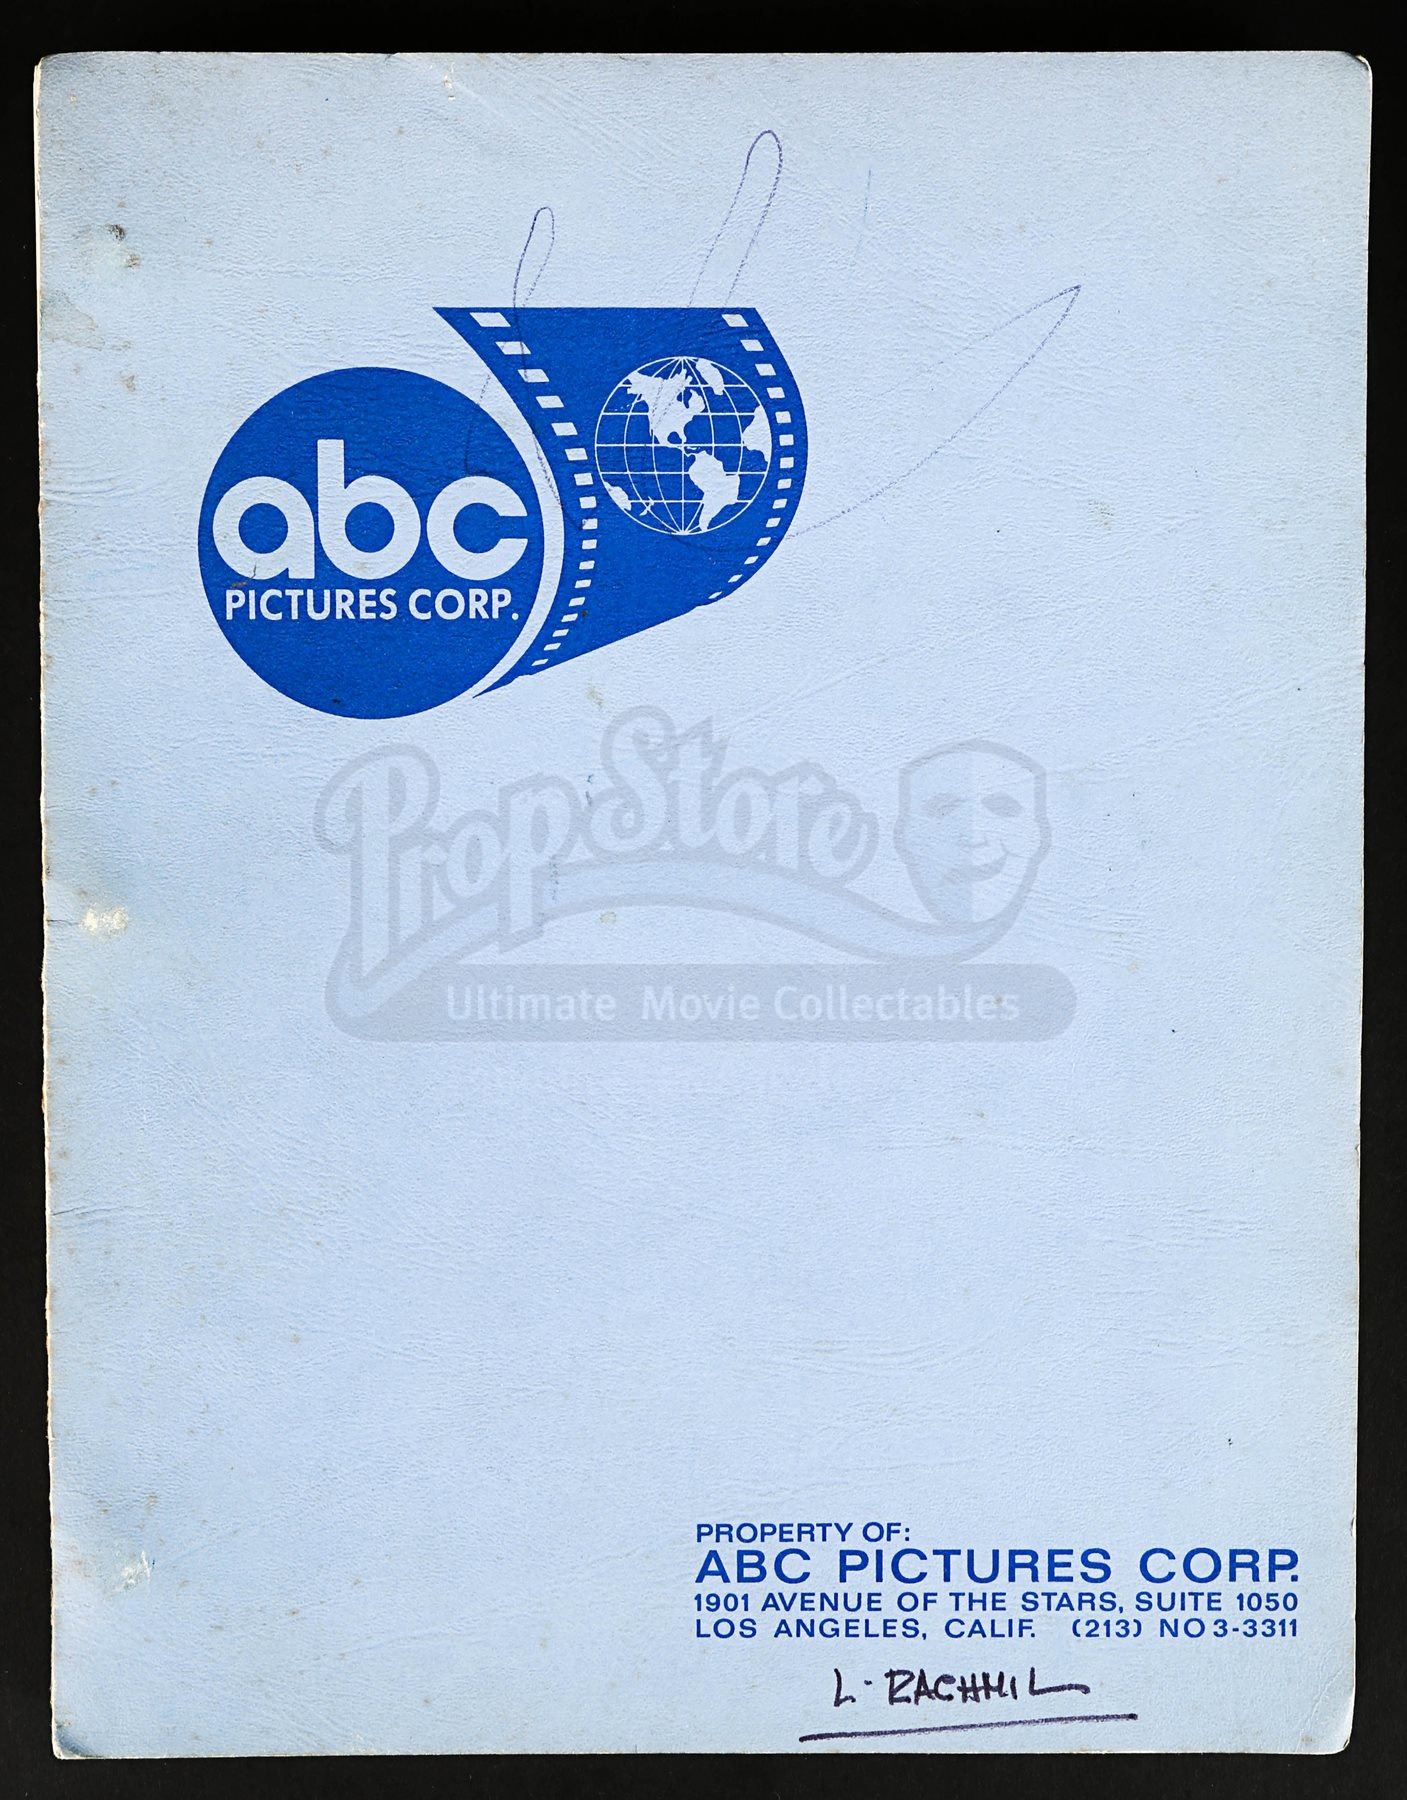 abc
PICTURES CORP.
PropStore
Ultimate Movie Collectables
PROPERTY OF:
ABC PICTURES CORP.
1901 AVENUE OF THE STARS, SUITE 1050
LOS ANGELES, CALIF. (213) NO 3-3311
L. RACHMIL